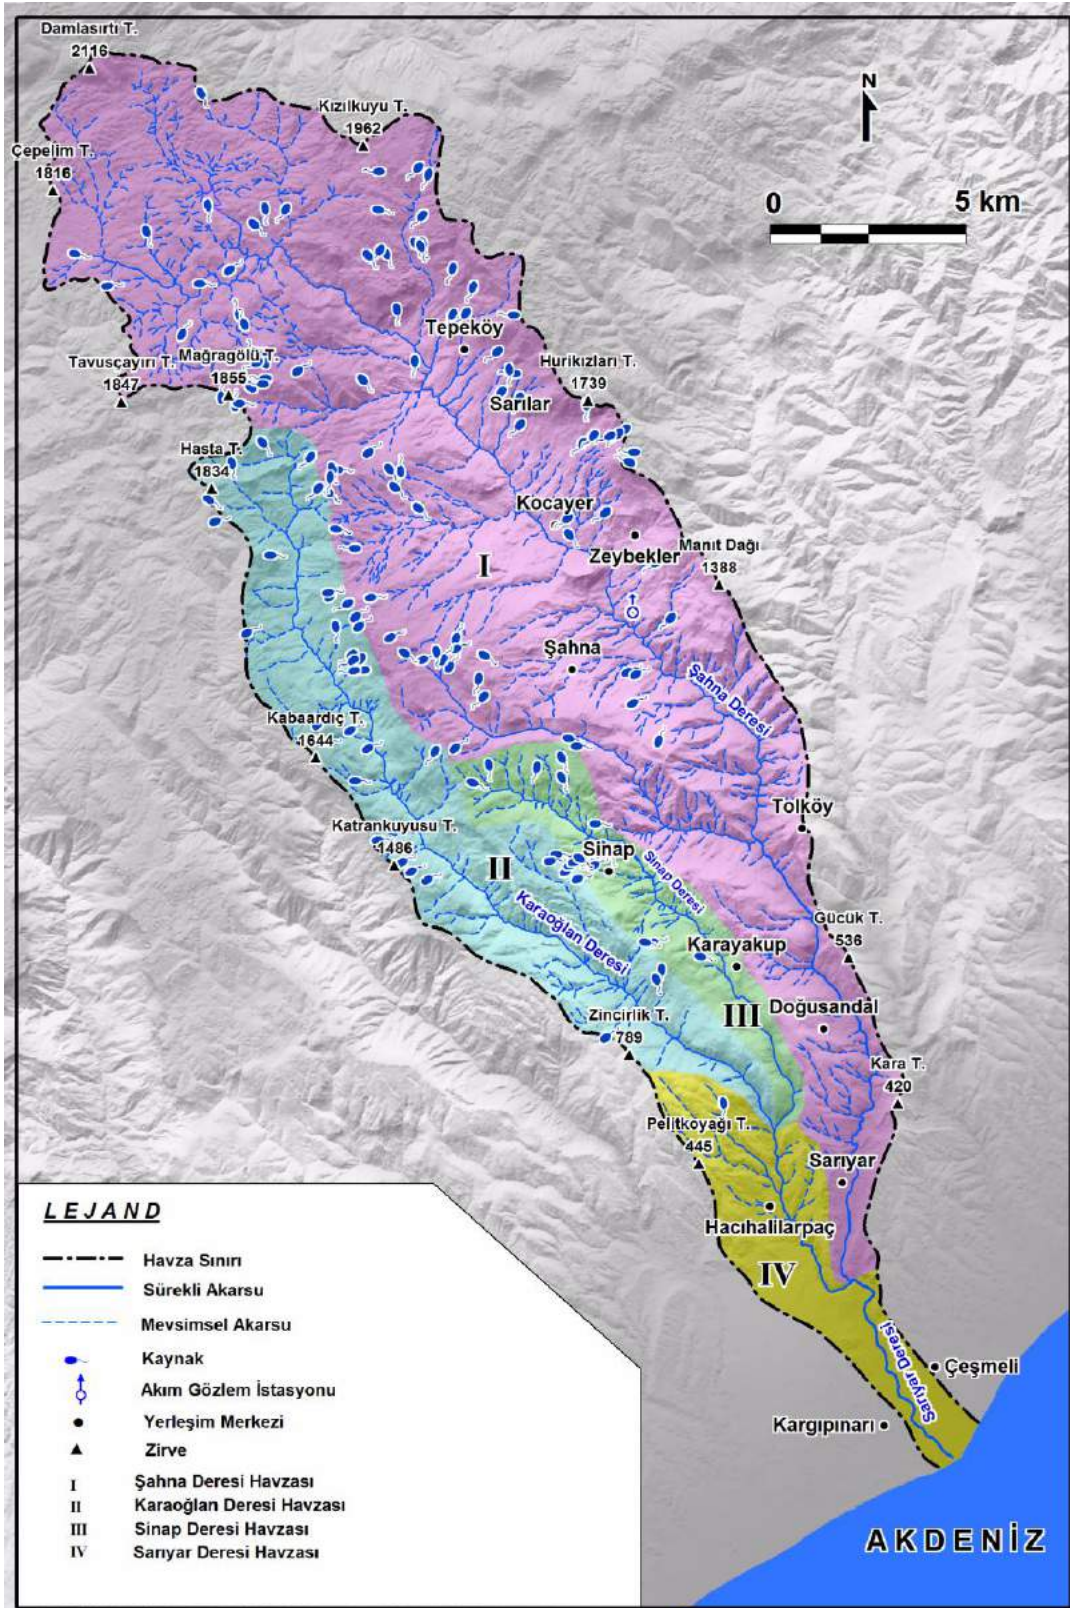 Damlasırtı T.
2116
Kızılkuyu T.
1962
N
Çepelim T.
1816
0 5 km
Tepeköy
Tavusçayırı T.
1847
Mağragölü T.
1855
Hurikızları T.
1739
Sarılar
Hasta T.
1834
Kocayer
Zeybekler
Manıt Dağı
1388
I
Şahna
Şahna Deresi
Kabaardıç T.
1644
Tolköy
Katrankuyusu T.
1486
II
Sinap
Sinap Deresi
Karaoğlan Deresi
Karayakup
Gücük T.
536
III
Doğusandal
Zincirlik T.
789
Kara T.
420
Pelitkoyağı T.
445
Sarıyar
Hacıhalilarpaç
IV
Sarıyar Deresi
Çeşmeli
Kargıpınarı
AKDENİZ
LEJAND
Havza Sınırı
Sürekli Akarsu
Mevsimsel Akarsu
Kaynak
Akım Gözlem İstasyonu
Yerleşim Merkezi
Zirve
I Şahna Deresi Havzası
II Karaoğlan Deresi Havzası
III Sinap Deresi Havzası
IV Sarıyar Deresi Havzası